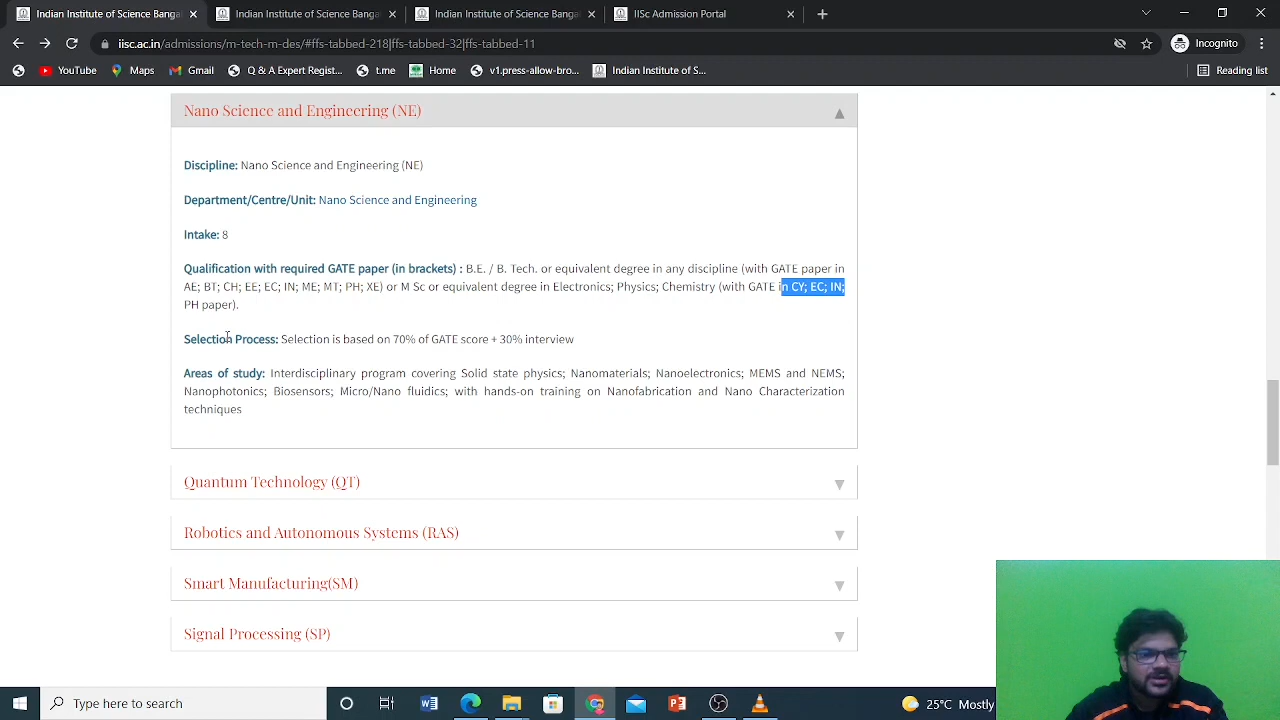 Indian Institute of Science Banga
Indian Institute of Science Banga
Indian Institute of Science Banga
IISc Admission Portal
iisc.ac.in/admissions/m-tech-m-des/#ffs-tabbed-218|ffs-tabbed-32|ffs-tabbed-11
Incognito
YouTube
Maps
Gmail
Q & A Expert Regist...
t.me
Home
v1.press-allow-bro...
Indian Institute of S...
Reading list
Nano Science and Engineering (NE)
Discipline: Nano Science and Engineering (NE)
Department/Centre/Unit: Nano Science and Engineering
Intake: 8
Qualification with required GATE paper (in brackets) : B.E. / B. Tech. or equivalent degree in any discipline (with GATE paper in
AE; BT; CH; EE; EC, IN; ME; MT; PH; XE) or M Sc or equivalent degree in Electronics; Physics; Chemistry (with GATE in CY; EC; IN;
PH paper).
Selection Process: Selection is based on 70% of GATE score + 30% interview
Areas of study: Interdisciplinary program covering Solid state physics; Nanomaterials; Nanoelectronics; MEMS and NEMS;
Nanophotonics; Biosensors; Micro/Nano fluidics; with hands-on training on Nanofabrication and Nano Characterization
techniques
Quantum Technology (QT)
Robotics and Autonomous Systems (RAS)
Smart Manufacturing(SM)
Signal Processing (SP)
Type here to search
25°C Mostly